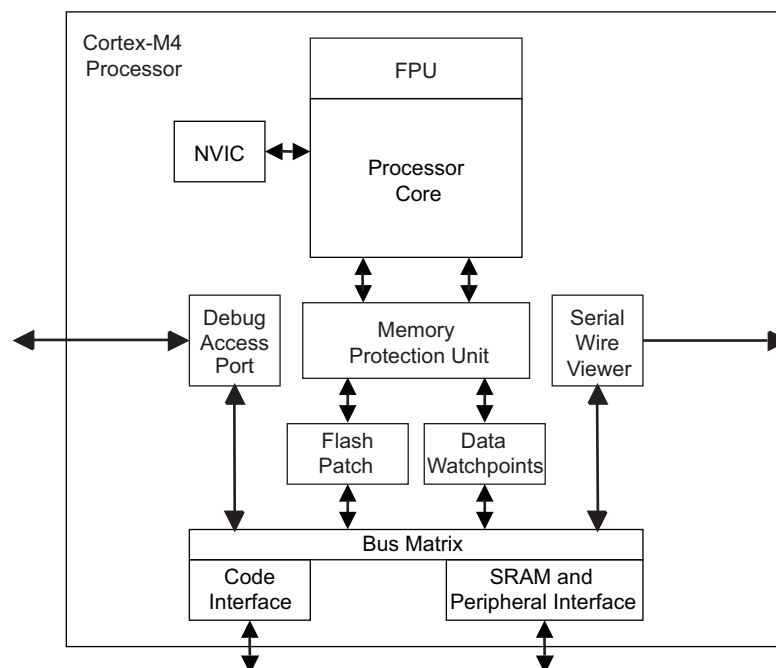 Cortex-M4
Processor
FPU
NVIC
Processor
Core
Debug
Access
Port
Memory
Protection Unit
Serial
Wire
Viewer
Flash
Patch
Data
Watchpoints
Bus Matrix
Code
Interface
SRAM and
Peripheral Interface